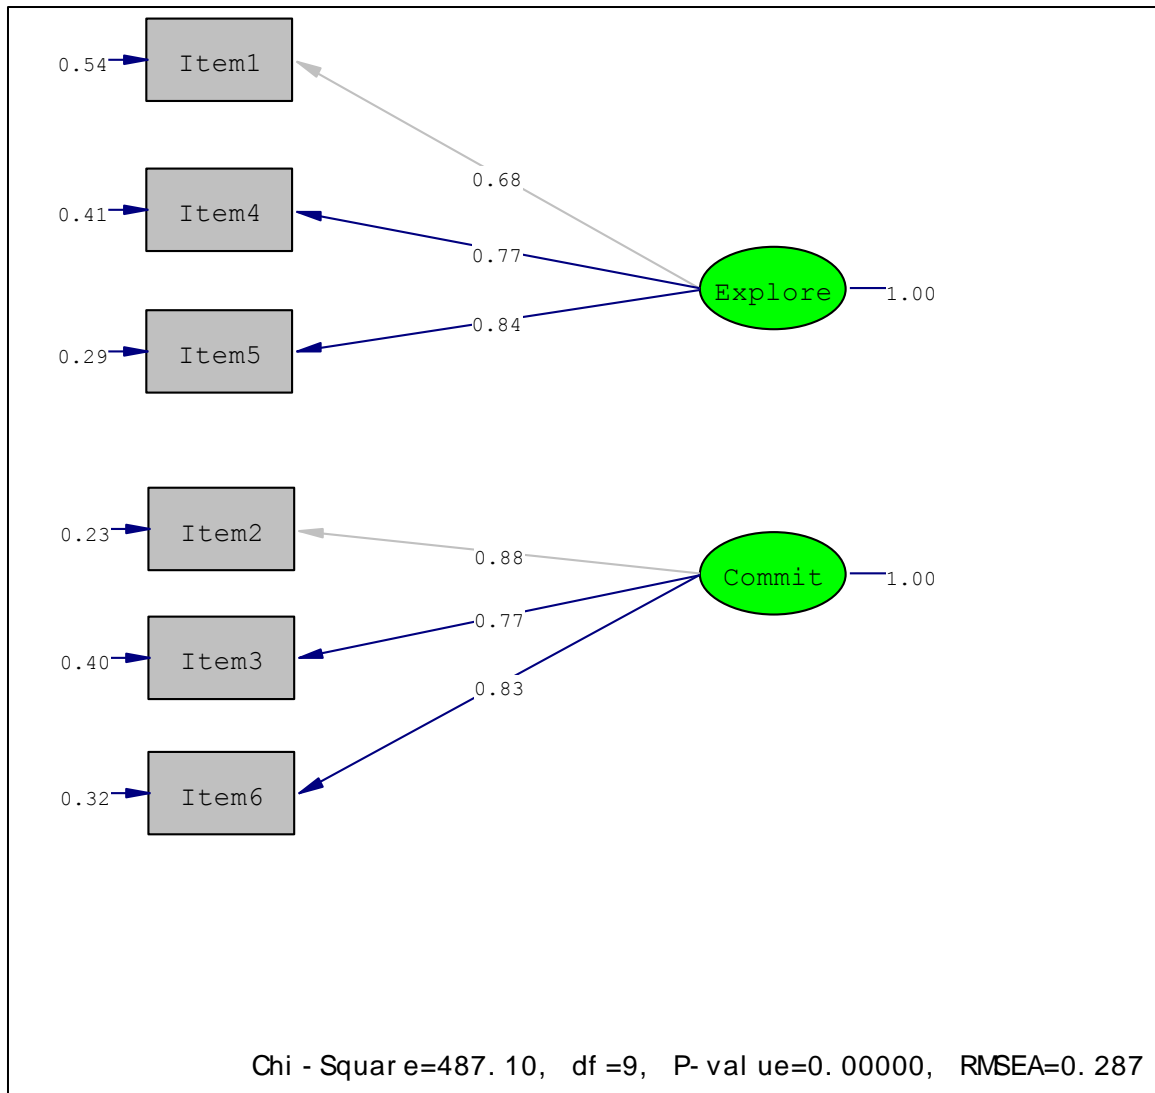 0.54 Item1
0.68
0.41 Item4
0.77
Explore 1.00
0.84
0.29 Item5
0.23 Item2
0.88
Commit 1.00
0.77
0.40 Item3
0.83
0.32 Item6
Chi-Square=487.10, df=9, P-value=0.00000, RMSEA=0.287